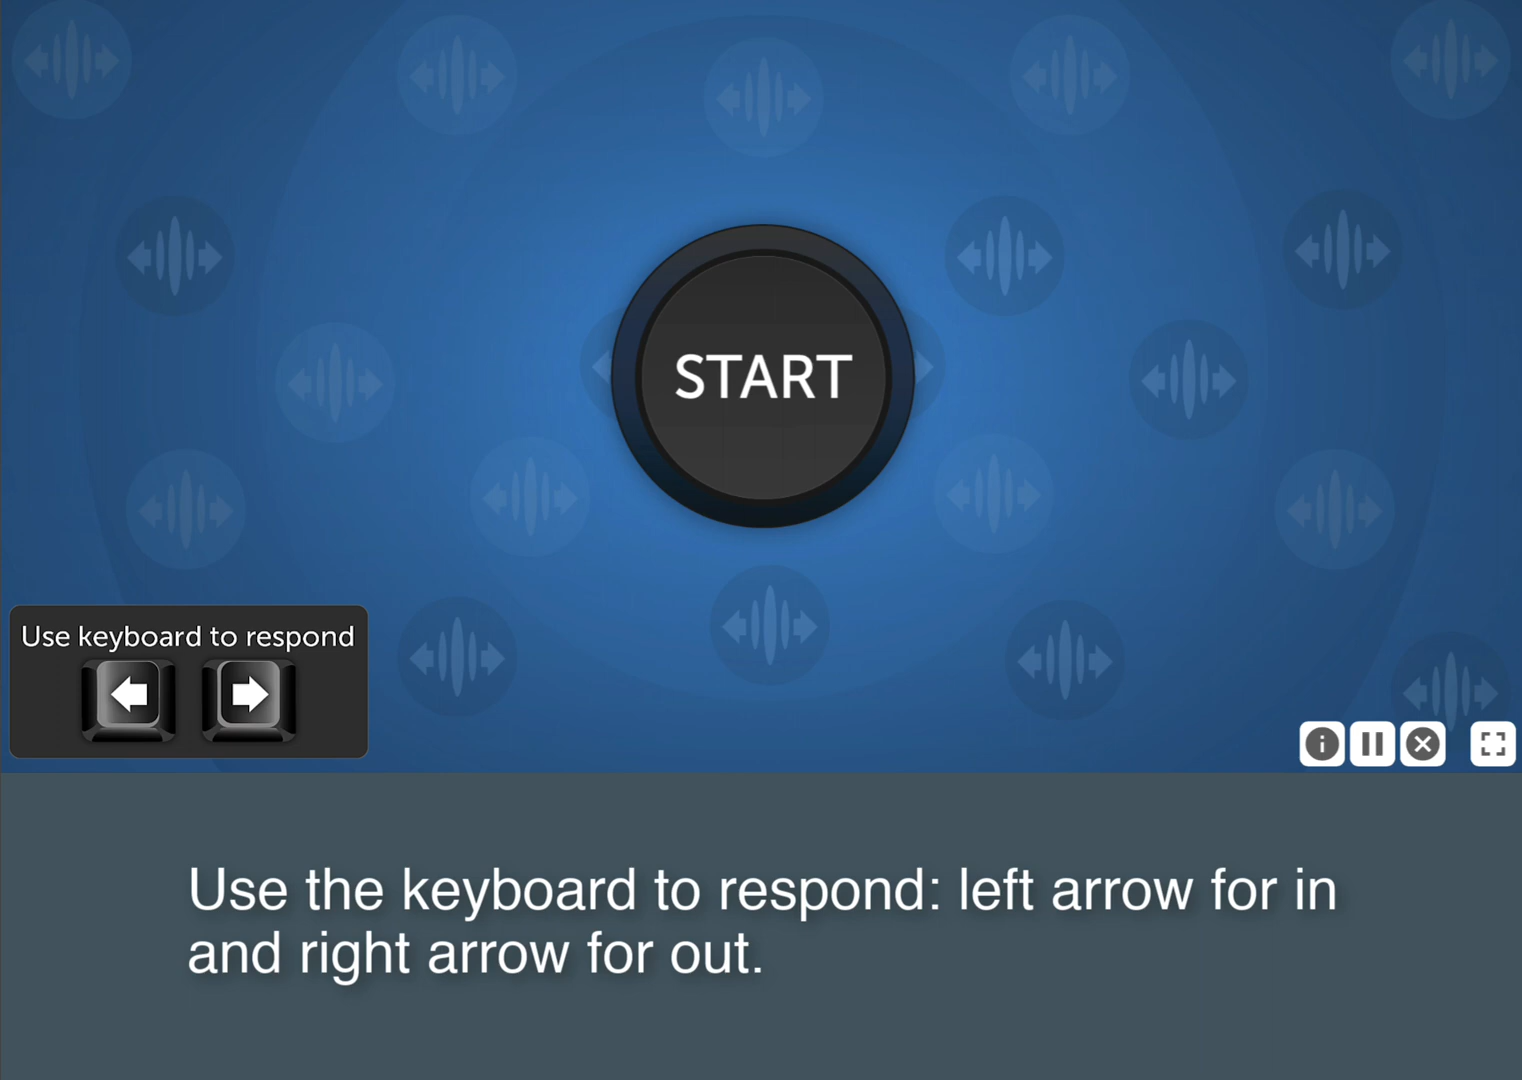 START
Use keyboard to respond
Use the keyboard to respond: left arrow for in
and right arrow for out.